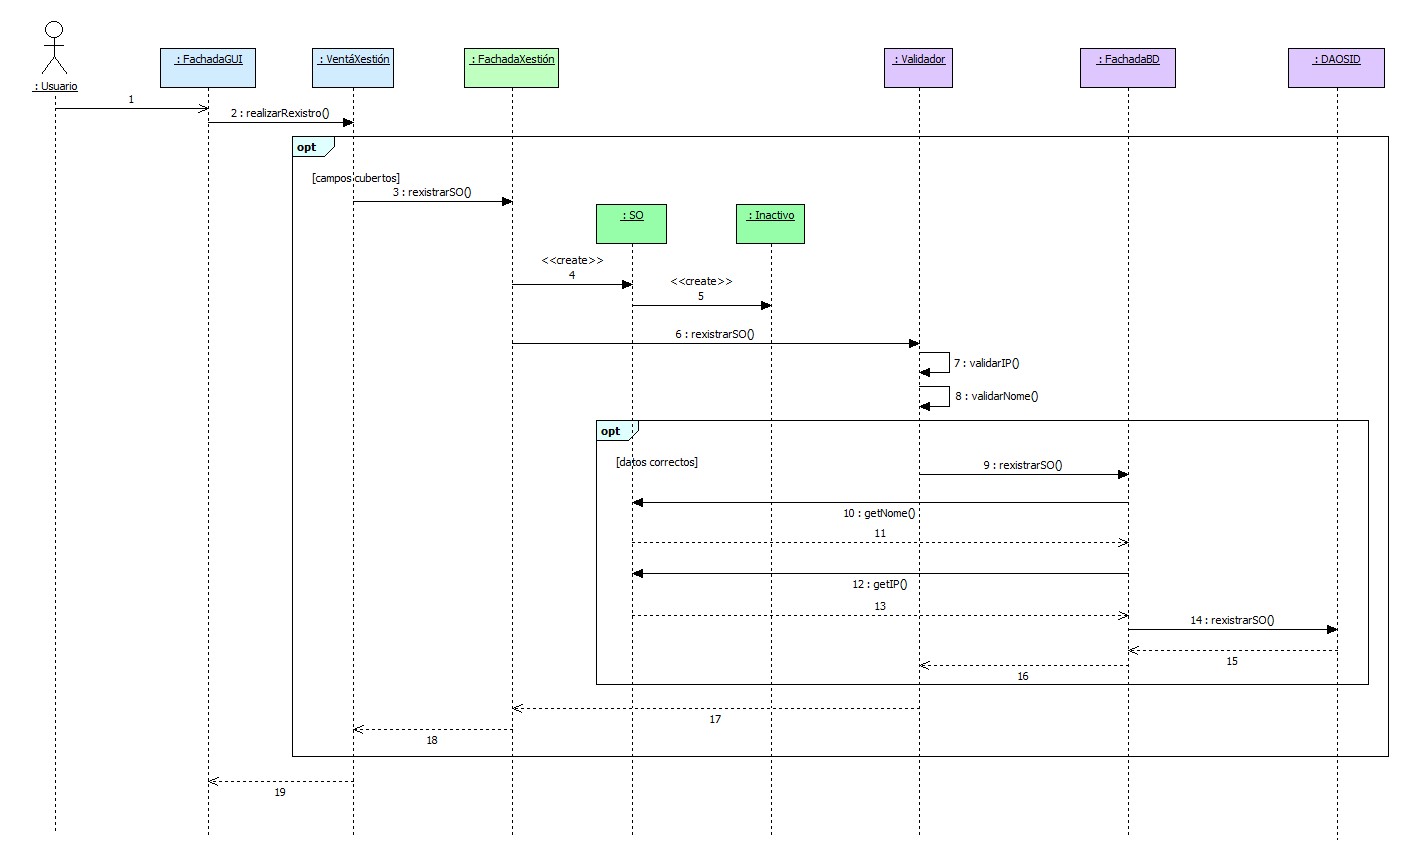 : Usuario
: FachadaGUI
: VentáXestión
: FachadaXestión
: Validador
: FachadaBD
: DAOSID
1
2 : realizarRexistro()
opt
[campos cubertos]
3 : rexistrarSO()
: SO
: Inactivo
<<create>>
4
<<create>>
5
6 : rexistrarSO()
7 : validarIP()
8 : validarNome()
opt
[datos correctos]
9 : rexistrarSO()
10 : getNome()
11
12 : getIP()
13
14 : rexistrarSO()
15
16
17
18
19